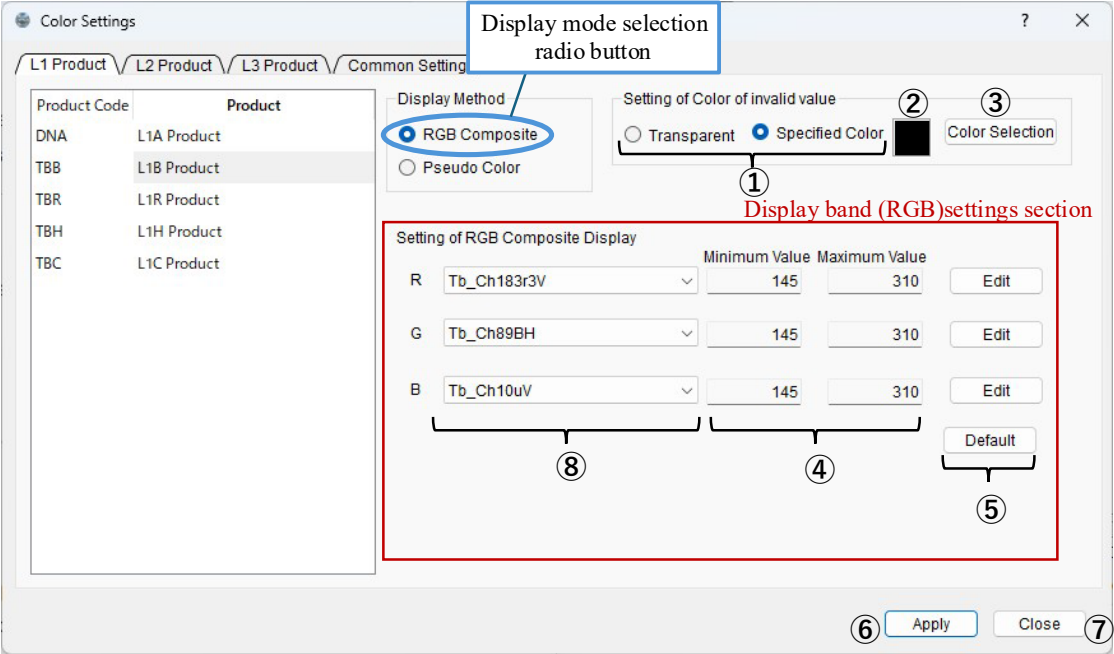 Color Settings
?
Display mode selection
radio button
L1 Product
L2 Product
L3 Product
Common Setting
Product Code
Product
DNA
L1A Product
TBB
L1B Product
TBR
L1R Product
TBH
L1H Product
TBC
L1C Product
Display Method
RGB Composite
Pseudo Color
Setting of Color of invalid value
Transparent
Specified Color
Color Selection
①
②
③
Display band (RGB)settings section
Setting of RGB Composite Display
Minimum Value
Maximum Value
R
Tb_Ch183r3V
145
310
Edit
G
Tb_Ch89BH
145
310
Edit
B
Tb_Ch10uV
145
310
Edit
Default
⑧
④
⑤
⑥
Apply
Close
⑦